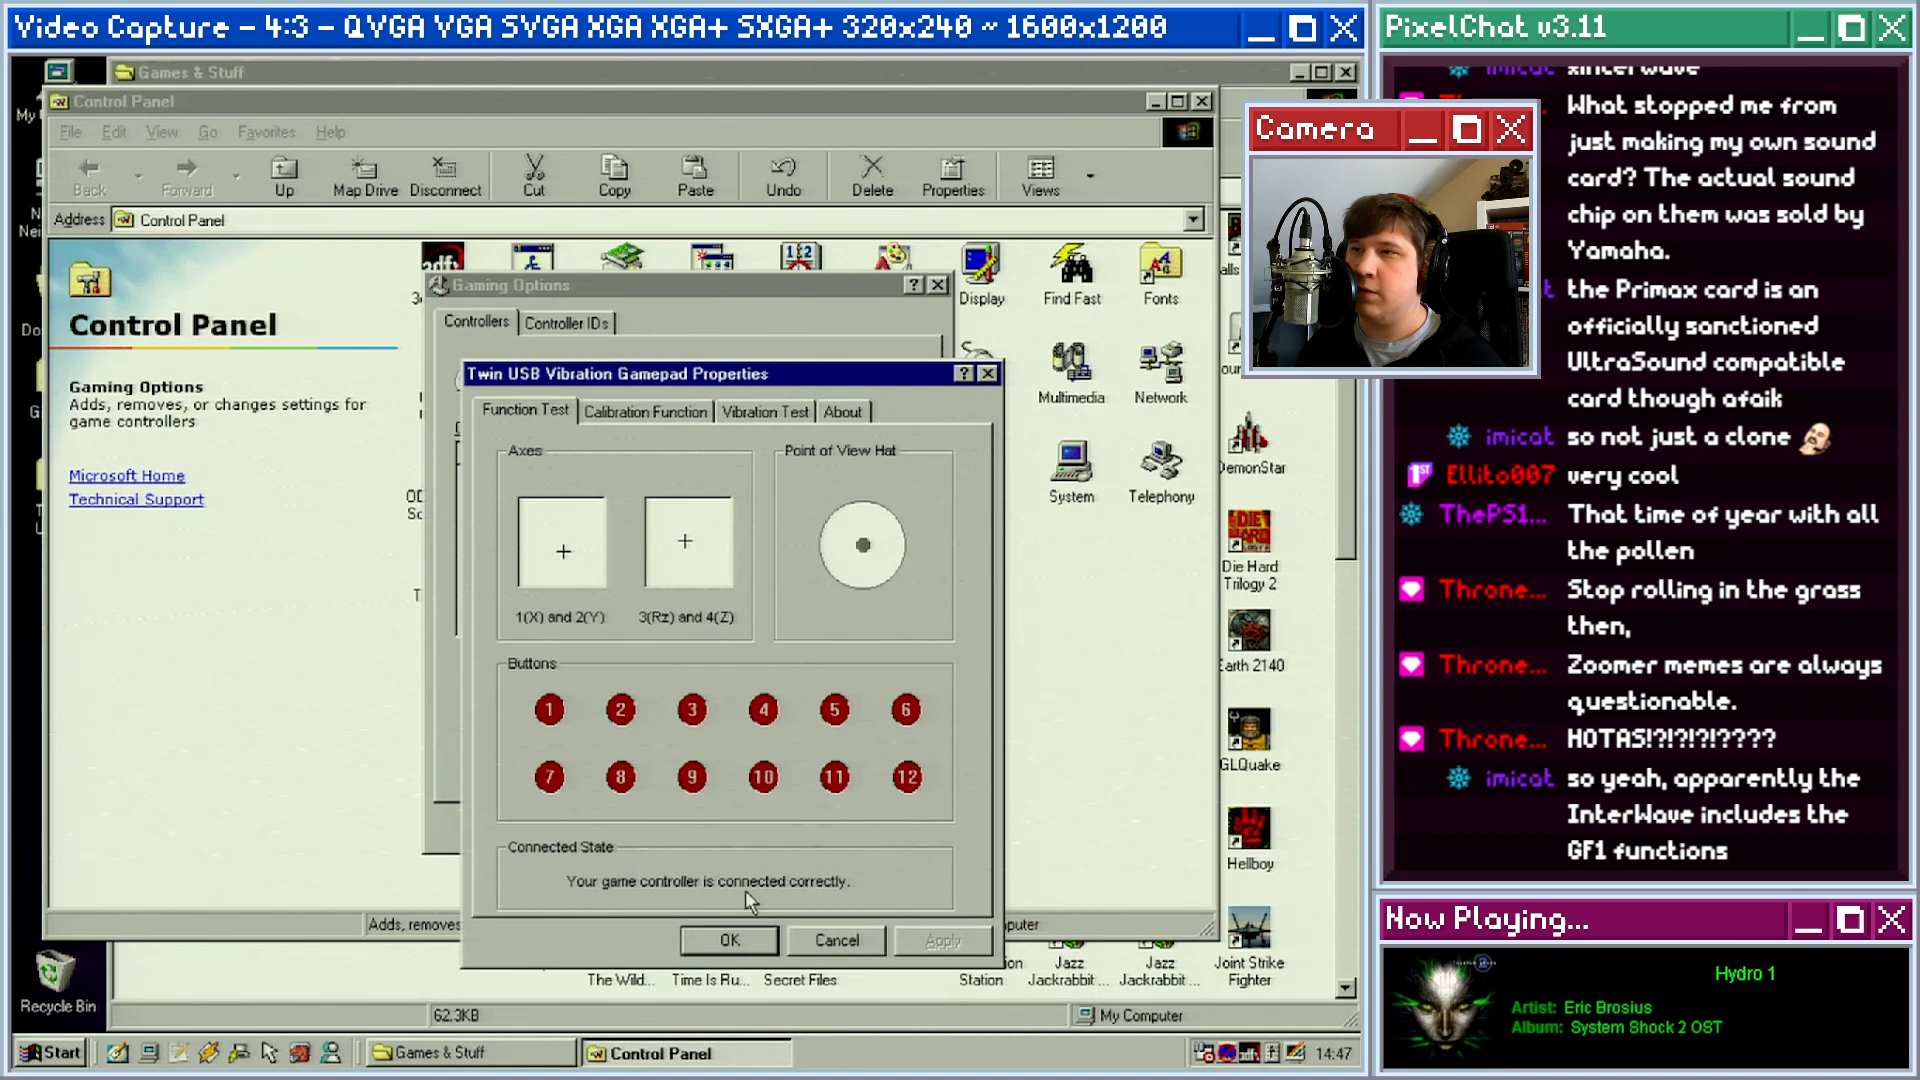 Video Capture - 4:3 - QVGA VGA SVGA XGA XGA+ SXGA+ 320x240 ~ 1600x1200
Games & Stuff
Control Panel
File Edit View Go Favorites Help
Back Forward Up Map Drive Disconnect Cut Copy Paste Undo Delete Properties Views
Address Control Panel
My
Control Panel
Gaming Options
Adds, removes, or changes settings for
game controllers
Microsoft Home
Technical Support
Display
Find Fast
Fonts
Multimedia
Network
System
Telephony
Gaming Options
Controllers
Controller IDs
Twin USB Vibration Gamepad Properties
Function Test
Calibration Function
Vibration Test
About
Axes
1(X) and 2(Y)
3(Rz) and 4(Z)
Point of View Hat
Buttons
1 2 3 4 5 6
7 8 9 10 11 12
Connected State
Your game controller is connected correctly.
OK
Cancel
Apply
Adds, removes
puter
DemonStar
Die Hard
Trilogy 2
Earth 2140
GLQuake
Hellboy
Joint Strike
Fighter
The Wild...
Time Is Ru...
Secret Files
Station
Jazz
Jackrabbit ...
Jazz
Jackrabbit ...
Recycle Bin
62.3KB
My Computer
Start
Games & Stuff
Control Panel
14:47
Camera
PixelChat v3.11
imicat xinterwave
What stopped me from
just making my own sound
card? The actual sound
chip on them was sold by
Yamaha.
the Primax card is an
officially sanctioned
UltraSound compatible
card though afaik
imicat so not just a clone
1ST Ellito007 very cool
ThePS1... That time of year with all
the pollen
Throne... Stop rolling in the grass
then,
Throne... Zoomer memes are always
questionable.
Throne... HOTAS!?!?!?!????
imicat so yeah, apparently the
InterWave includes the
GF1 functions
Now Playing...
Hydro 1
Artist: Eric Brosius
Album: System Shock 2 OST